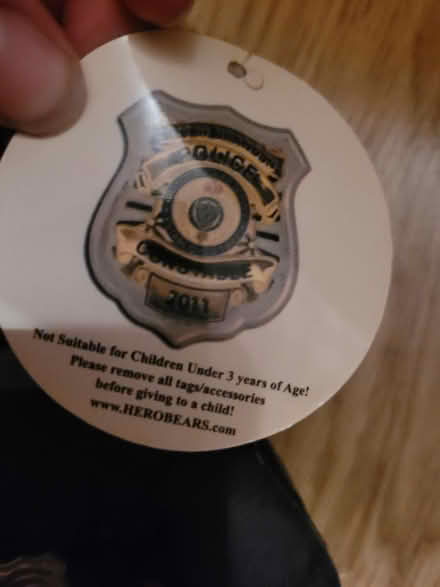 POLICE
CONSTABLE
2011
Not Suitable for Children Under 3 years of Age!
Please remove all tags/accessories
before giving to a child!
www.HEROBEARS.com